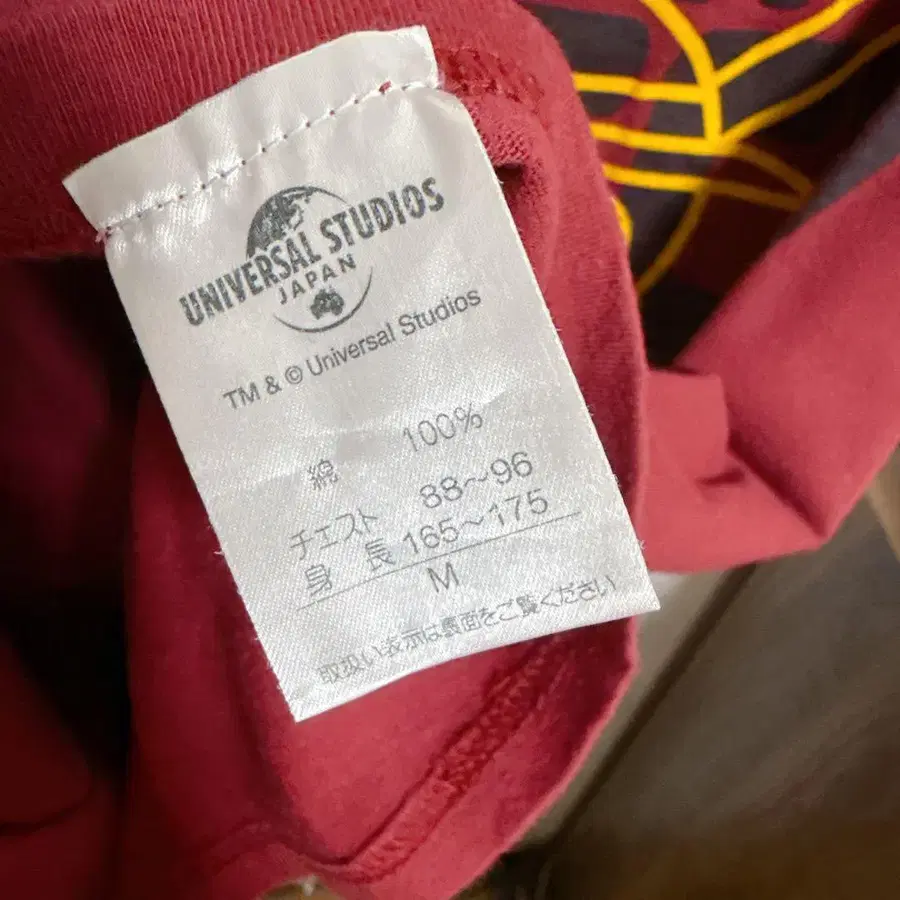 UNIVERSAL STUDIOS
JAPAN
TM & © Universal Studios
綿 100%
チェスト 88～96
身長 165～175
M
取扱い表示は裏面をご覧ください